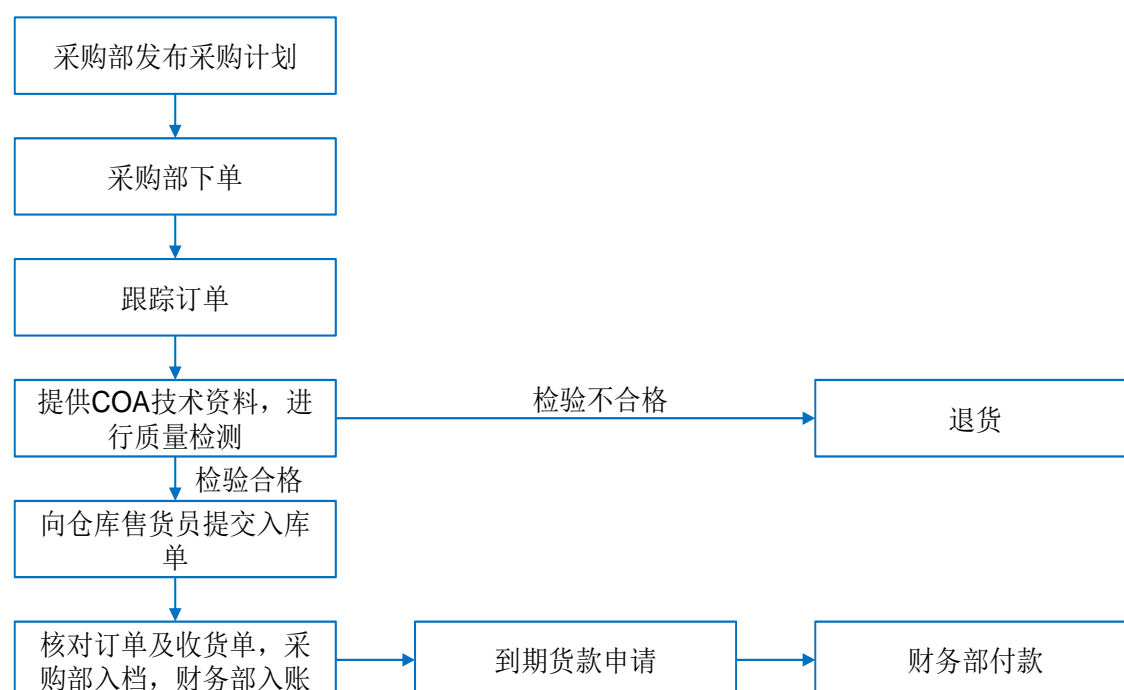 采购部发布采购计划
采购部下单
跟踪订单
提供COA技术资料，进
行质量检测
检验不合格
退货
检验合格
向仓库售货员提交入库
单
核对订单及收货单，采
购部入档，财务部入账
到期货款申请
财务部付款